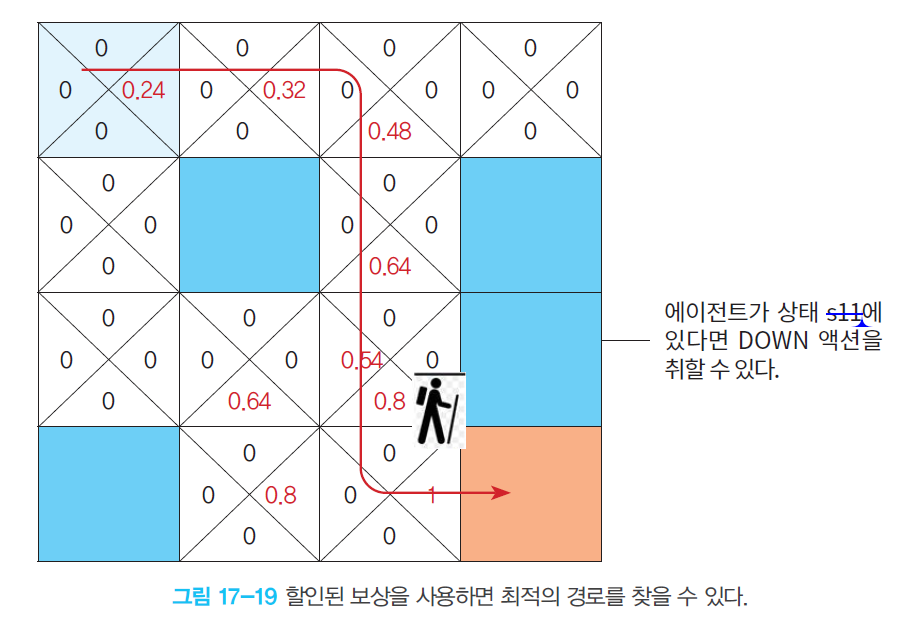 0 0 0 0
0 0.24 0 0.32 0 0 0 0
0 0 0.48 0
0 0
0 0 0 0
0 0.64
0 0 0
0 0 0 0 0.54 0
0 0.64 0.8
0 0
0 0.8 0 1
0 0
에이전트가 상태 s11에
있다면 DOWN 액션을
취할 수 있다.
그림 17-19 할인된 보상을 사용하면 최적의 경로를 찾을 수 있다.